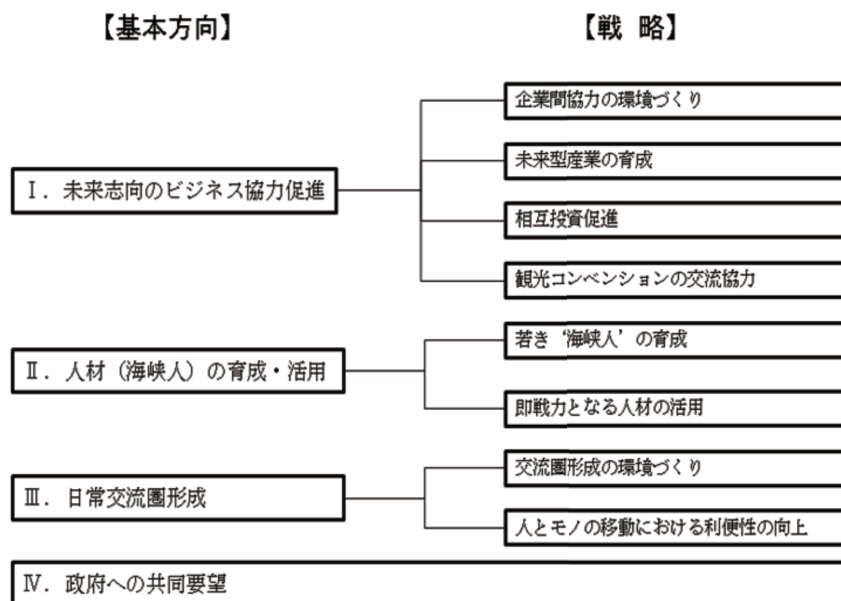 【基本方向】
【戦 略】
Ⅰ．未来志向のビジネス協力促進
企業間協力の環境づくり
未来型産業の育成
相互投資促進
観光コンベンションの交流協力
Ⅱ．人材（海峡人）の育成・活用
若き‘海峡人’の育成
即戦力となる人材の活用
Ⅲ．日常交流圏形成
交流圏形成の環境づくり
人とモノの移動における利便性の向上
Ⅳ．政府への共同要望